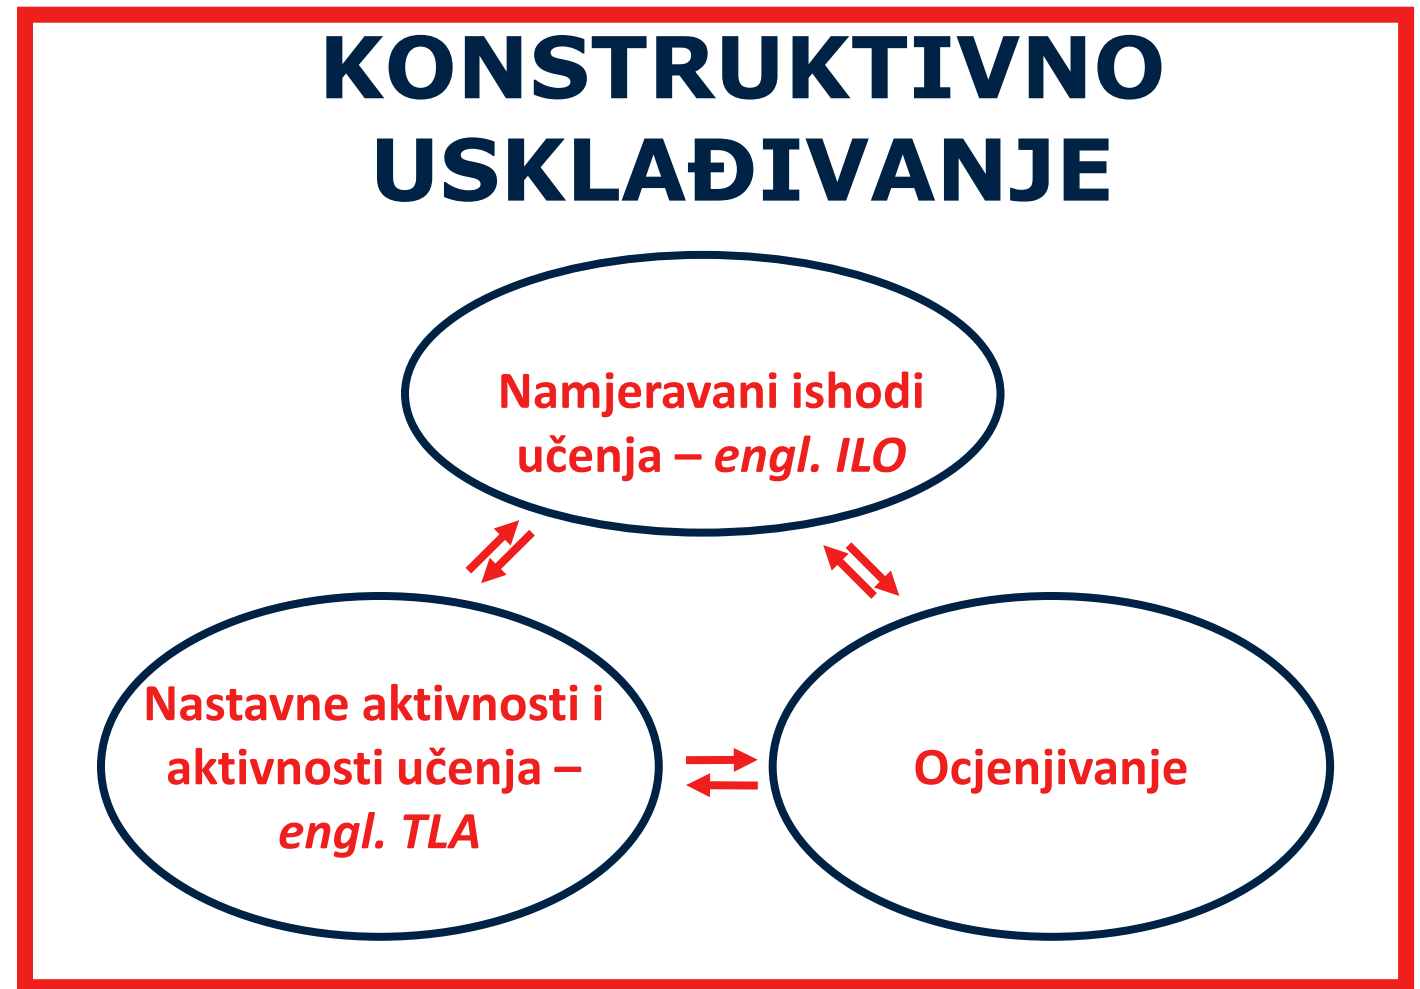 KONSTRUKTIVNO
USKLAĐIVANJE
Namjeravani ishodi
učenja – engl. ILO
Nastavne aktivnosti i
aktivnosti učenja –
engl. TLA
Ocjenjivanje